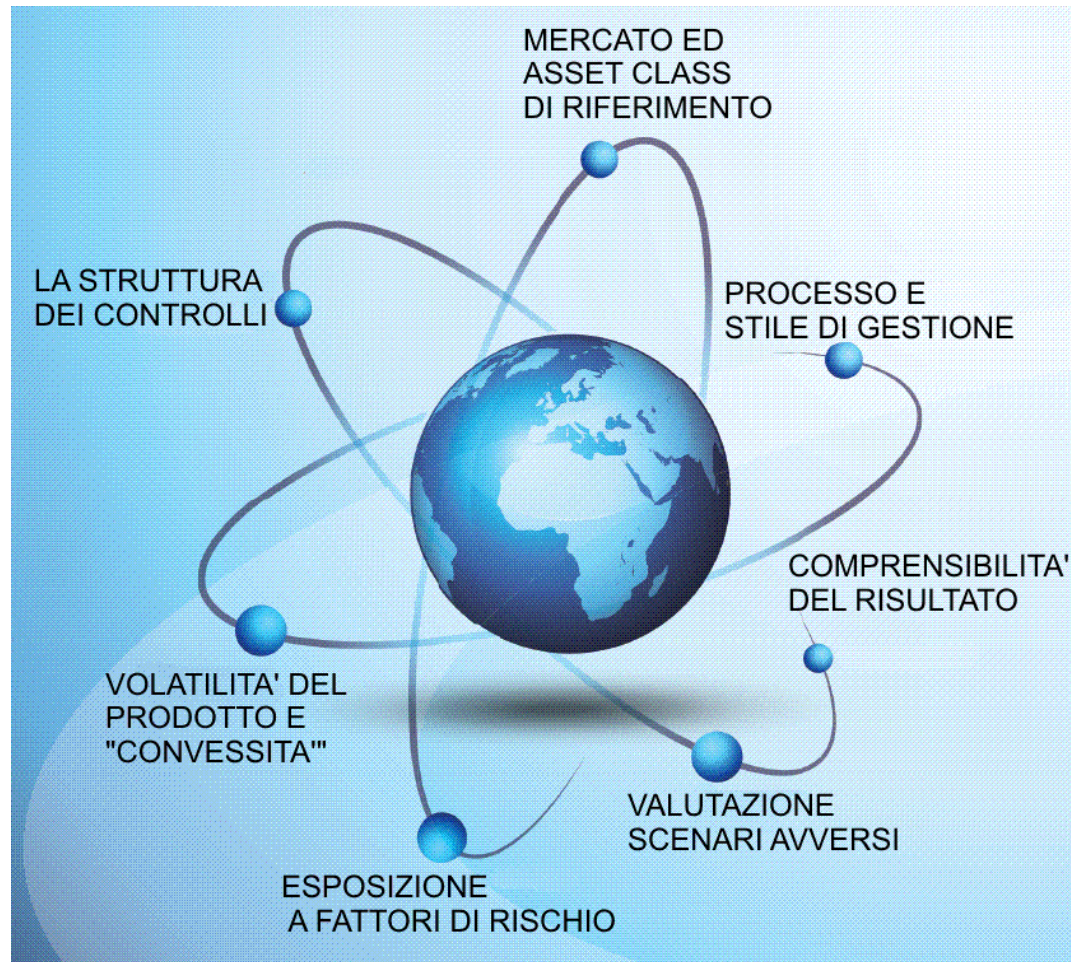 MERCATO ED
ASSET CLASS
DI RIFERIMENTO
LA STRUTTURA
DEI CONTROLLI
PROCESSO E
STILE DI GESTIONE
COMPRENSIBILITA'
DEL RISULTATO
VOLATILITA' DEL
PRODOTTO E
"CONVESSITA'"
VALUTAZIONE
SCENARI AVVERSI
ESPOSIZIONE
A FATTORI DI RISCHIO